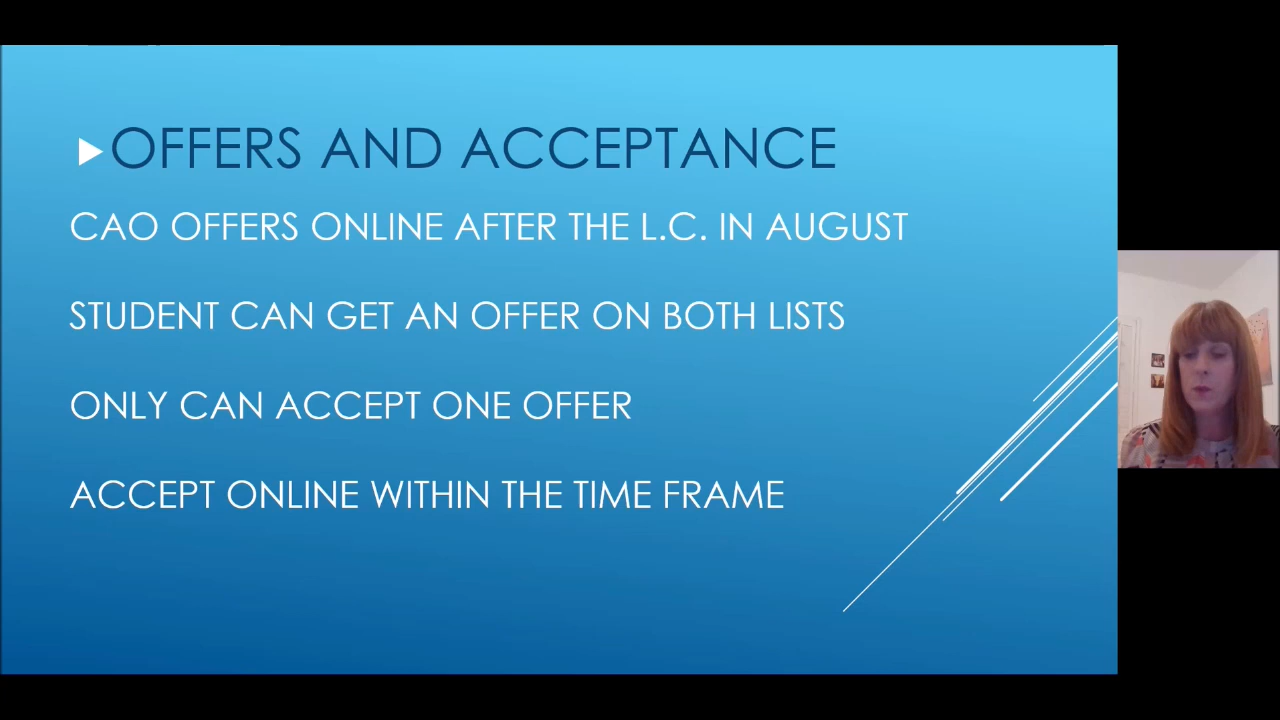 OFFERS AND ACCEPTANCE
CAO OFFERS ONLINE AFTER THE L.C. IN AUGUST
STUDENT CAN GET AN OFFER ON BOTH LISTS
ONLY CAN ACCEPT ONE OFFER
ACCEPT ONLINE WITHIN THE TIME FRAME